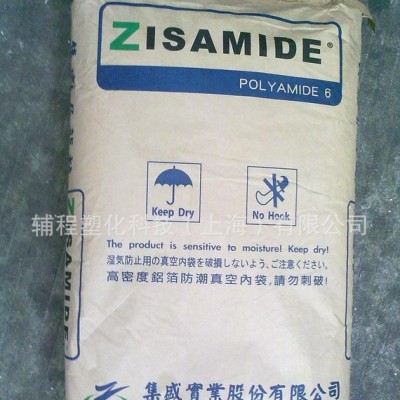 ZISAMIDE®
POLYAMIDE 6
Keep Dry
No Hook
辅程塑化科技（上海）有限公司
The product is sensitive to moisture! Keep dry!
湿気防止用の真空内袋を破損しないよう、ご注意ください。
高密度鋁箔防潮真空內袋，請勿刺破！
ZISAMIDE
集盛實業股份有限公司